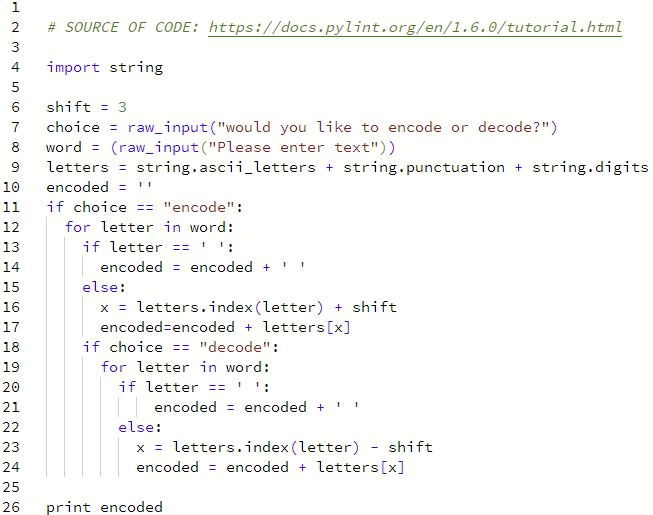 1
2 # SOURCE OF CODE: https://docs.pylint.org/en/1.6.0/tutorial.html
3
4 import string
5
6 shift = 3
7 choice = raw_input("would you like to encode or decode?")
8 word = (raw_input("Please enter text"))
9 letters = string.ascii_letters + string.punctuation + string.digits
10 encoded = ''
11 if choice == "encode":
12   for letter in word:
13     if letter == ' ':
14       encoded = encoded + ' '
15     else:
16       x = letters.index(letter) + shift
17       encoded=encoded + letters[x]
18     if choice == "decode":
19       for letter in word:
20         if letter == ' ':
21             encoded = encoded + ' '
22         else:
23           x = letters.index(letter) - shift
24           encoded = encoded + letters[x]
25
26 print encoded